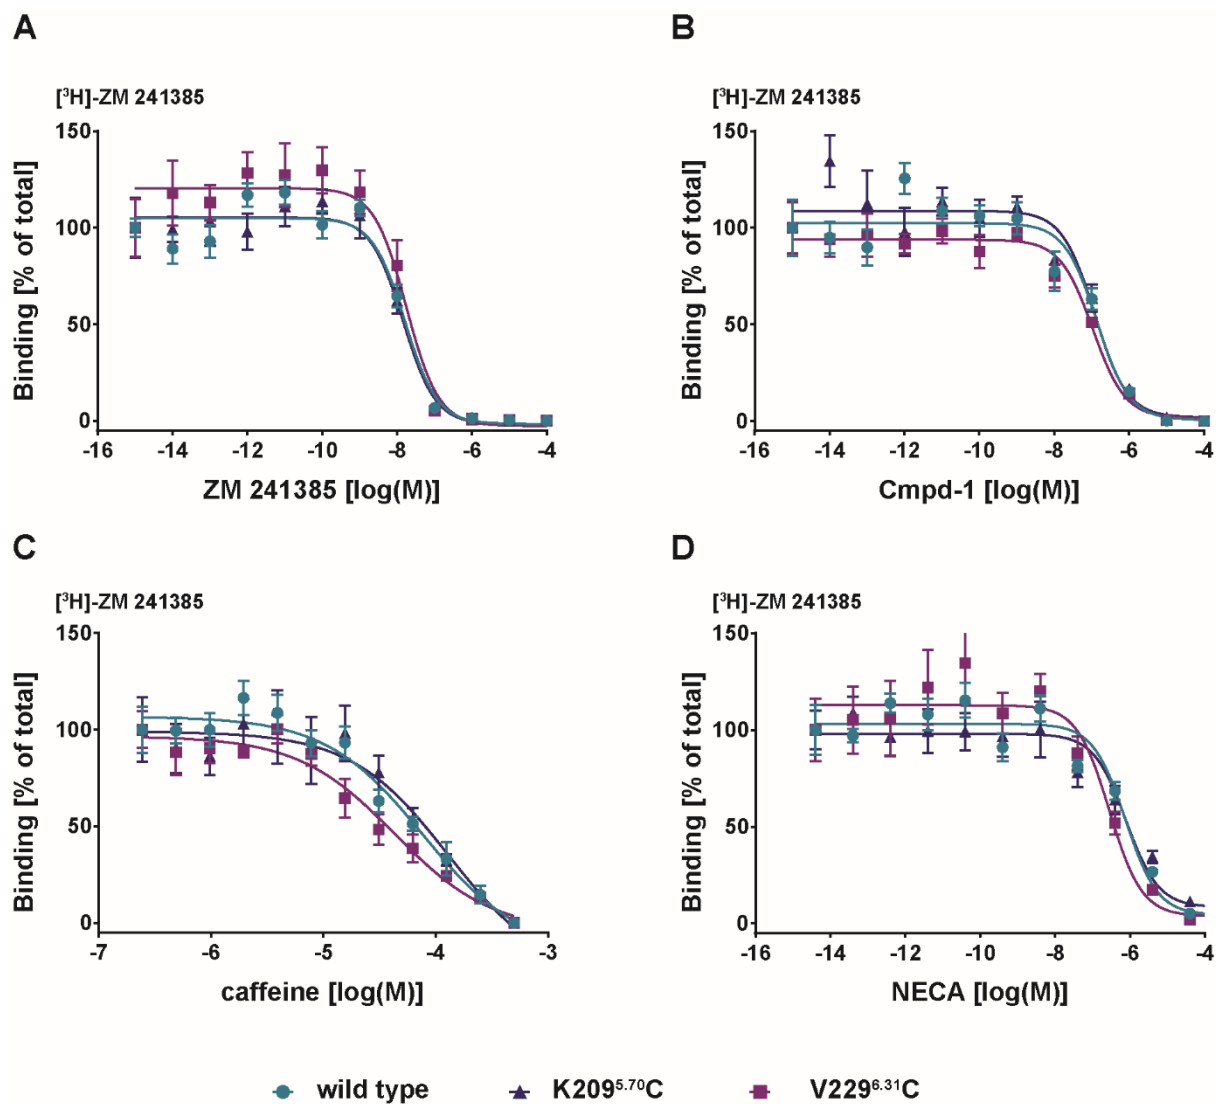 A
[³H]-ZM 241385
Binding [% of total]
150
100
50
0
-16 -14 -12 -10 -8 -6 -4
ZM 241385 [log(M)]
B
[³H]-ZM 241385
Binding [% of total]
150
100
50
0
-16 -14 -12 -10 -8 -6 -4
Cmpd-1 [log(M)]
C
[³H]-ZM 241385
Binding [% of total]
150
100
50
0
-7 -6 -5 -4 -3
caffeine [log(M)]
D
[³H]-ZM 241385
Binding [% of total]
150
100
50
0
-16 -14 -12 -10 -8 -6 -4
NECA [log(M)]
wild type K209⁵·⁷⁰C V229⁶·³¹C